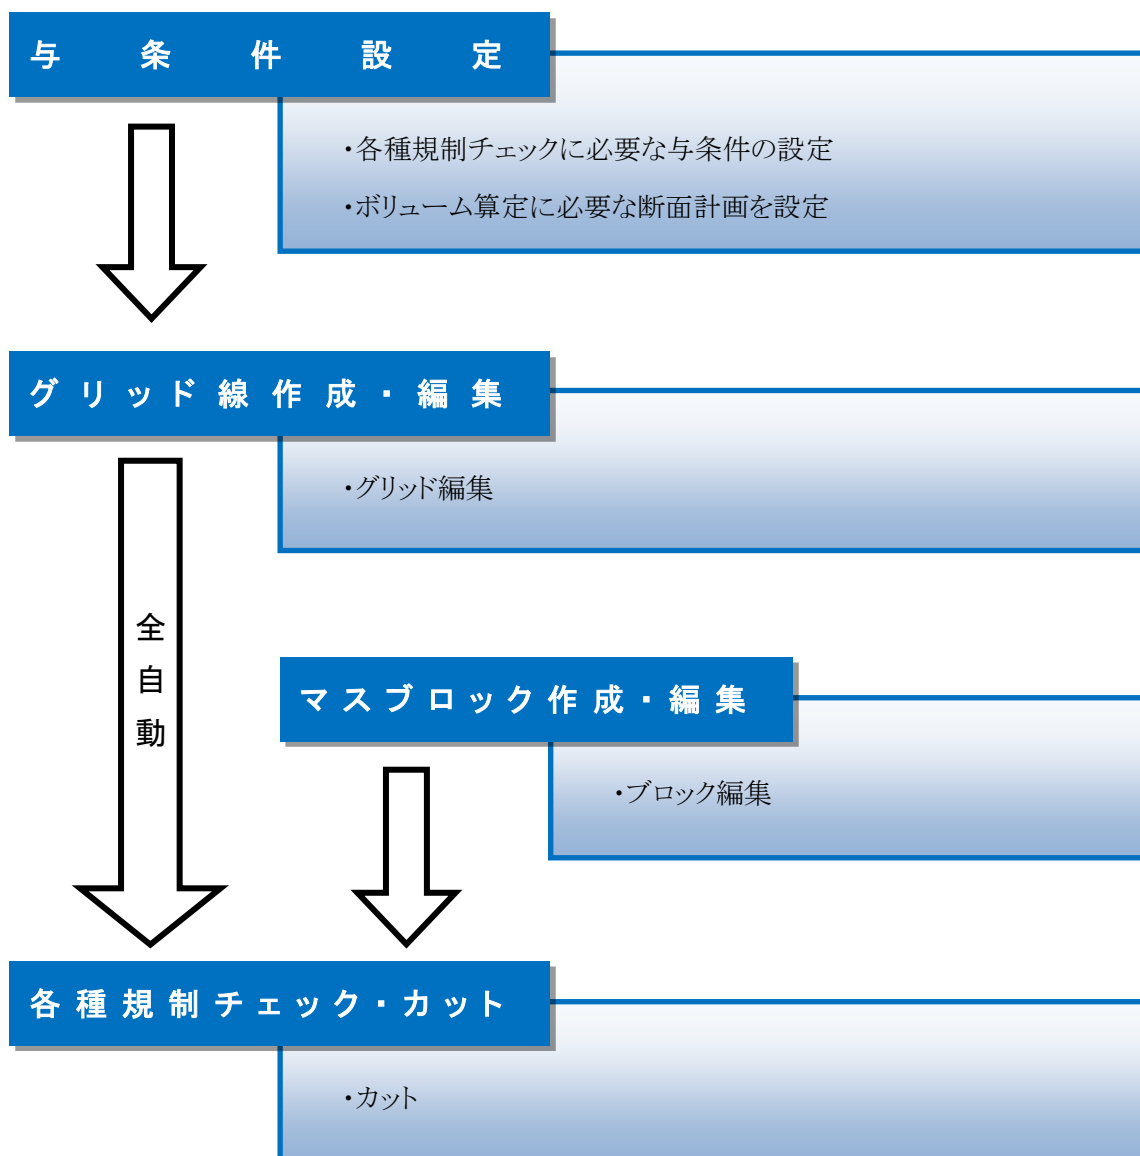 与条件設定
・各種規制チェックに必要な与条件の設定
・ボリューム算定に必要な断面計画を設定
グリッド線作成・編集
・グリッド編集
全自動
マスブロック作成・編集
・ブロック編集
各種規制チェック・カット
・カット